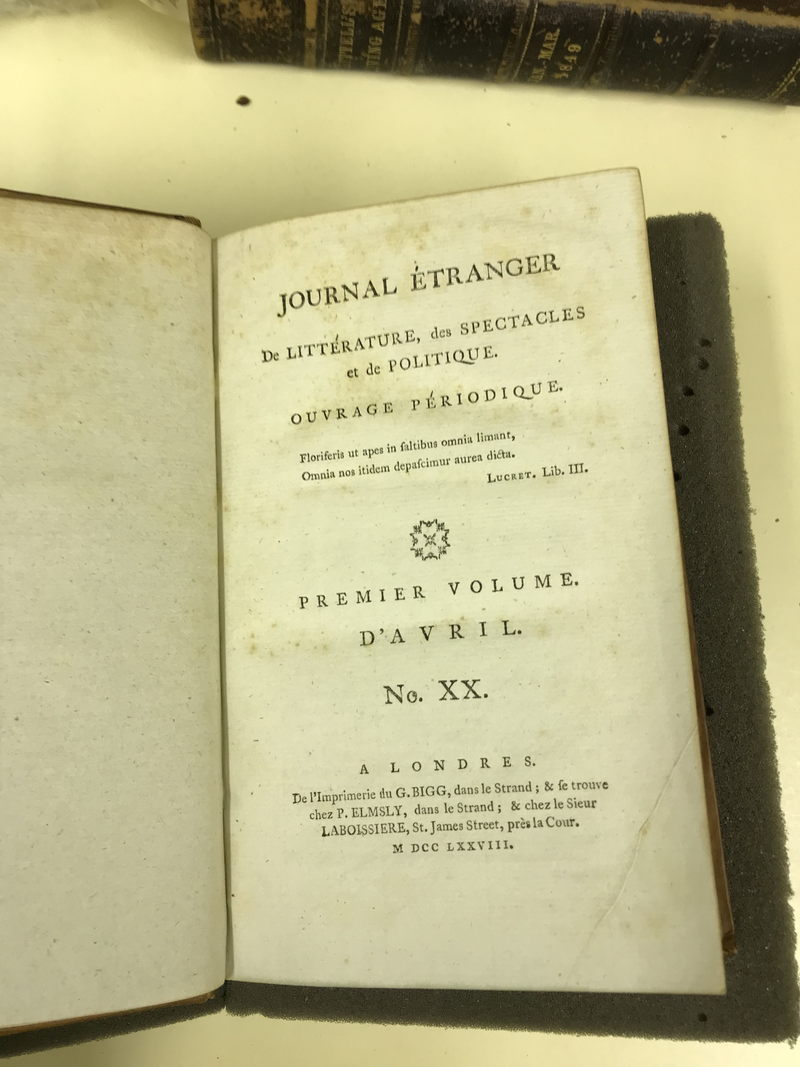 JAN.-MAR.
1849
JOURNAL ÉTRANGER
De LITTÉRATURE, des SPECTACLES
et de POLITIQUE.
OUVRAGE PÉRIODIQUE.
Floriferis ut apes in ſaltibus omnia limant,
Omnia nos itidem depaſcimur aurea dicta.
LUCRET. Lib. III.
PREMIER VOLUME.
D'AVRIL.
No. XX.
A LONDRES.
De l'Imprimerie du G. BIGG, dans le Strand; & ſe trouve
chez P. ELMSLY, dans le Strand; & chez le Sieur
LABOISSIERE, St. James Street, près la Cour.
M DCC LXXVIII.